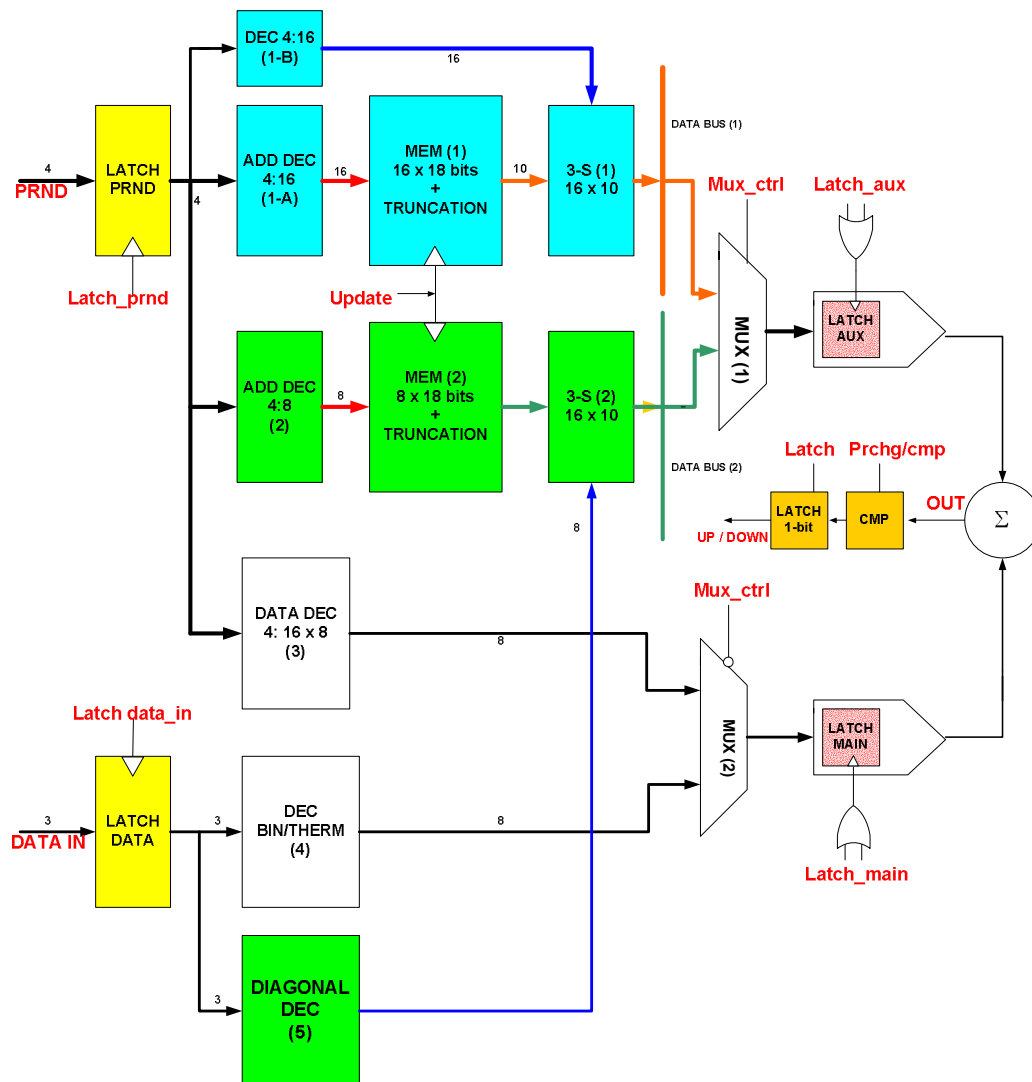 DEC 4:16
(1-B)
16
4
PRND
LATCH
PRND
4
Latch_prnd
ADD DEC
4:16
(1-A)
16
MEM (1)
16 x 18 bits
+
TRUNCATION
10
3-S (1)
16 x 10
DATA BUS (1)
Mux_ctrl
MUX (1)
Latch_aux
LATCH
AUX
Update
ADD DEC
4:8
(2)
8
MEM (2)
8 x 18 bits
+
TRUNCATION
3-S (2)
16 x 10
DATA BUS (2)
8
Latch
Prchg/cmp
UP / DOWN
LATCH
1-bit
CMP
OUT
Σ
DATA DEC
4: 16 x 8
(3)
8
Mux_ctrl
MUX (2)
LATCH
MAIN
Latch_main
Latch data_in
3
DATA IN
LATCH
DATA
3
DEC
BIN/THERM
(4)
8
3
DIAGONAL
DEC
(5)